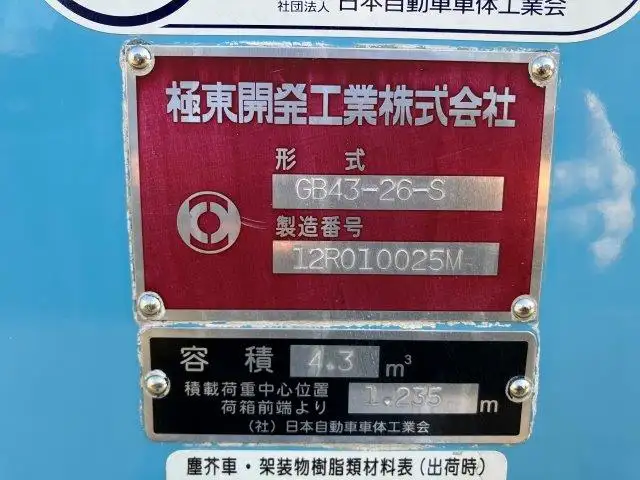 社団法人 日本自動車車体工業会
極東開発工業株式会社
形 式
GB43-26-S
製造番号
12R010025M
容 積 4.3 m³
積載荷重中心位置
荷箱前端より 1.235 m
(社) 日本自動車車体工業会
塵芥車・架装物樹脂類材料表(出荷時)